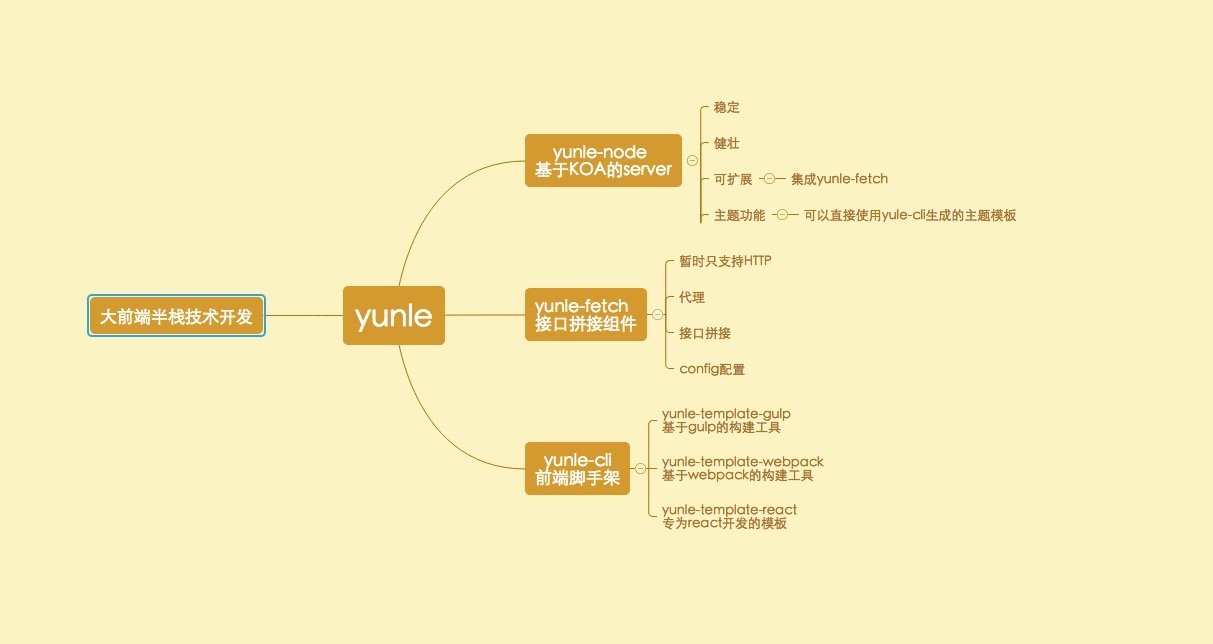 大前端半栈技术开发
yunle
yunle-node
基于KOA的server
稳定
健壮
可扩展
集成yunle-fetch
主题功能
可以直接使用yule-cli生成的主题模板
yunle-fetch
接口拼接组件
暂时只支持HTTP
代理
接口拼接
config配置
yunle-cli
前端脚手架
yunle-template-gulp
基于gulp的构建工具
yunle-template-webpack
基于webpack的构建工具
yunle-template-react
专为react开发的模板